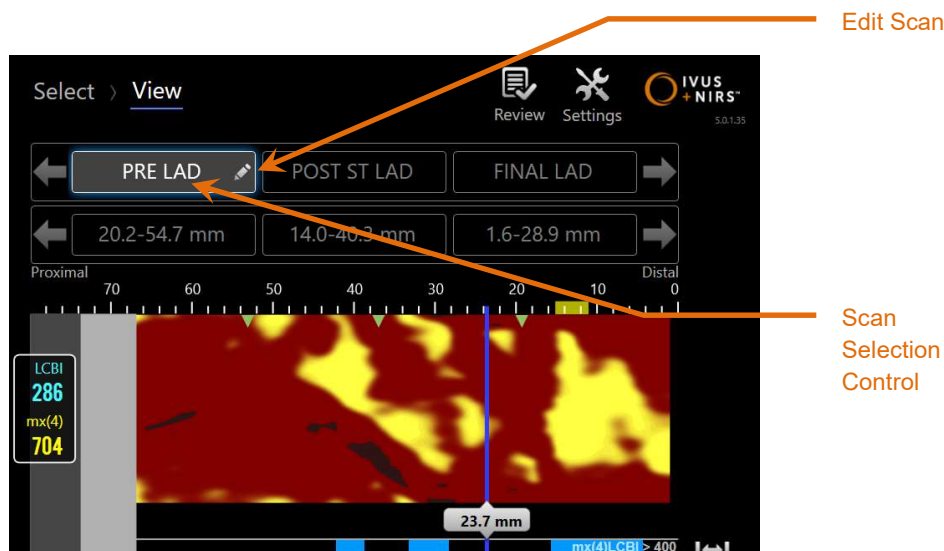 Edit Scan
Select > View
Review
Settings
IVUS
+NIRS™
5.0.1.35
PRE LAD
POST ST LAD
FINAL LAD
20.2-54.7 mm
14.0-40.3 mm
1.6-28.9 mm
Proximal
Distal
70 60 50 40 30 20 10 0
Scan
Selection
Control
LCBI
286
mx(4)
704
23.7 mm
mx(4)LCBI > 400